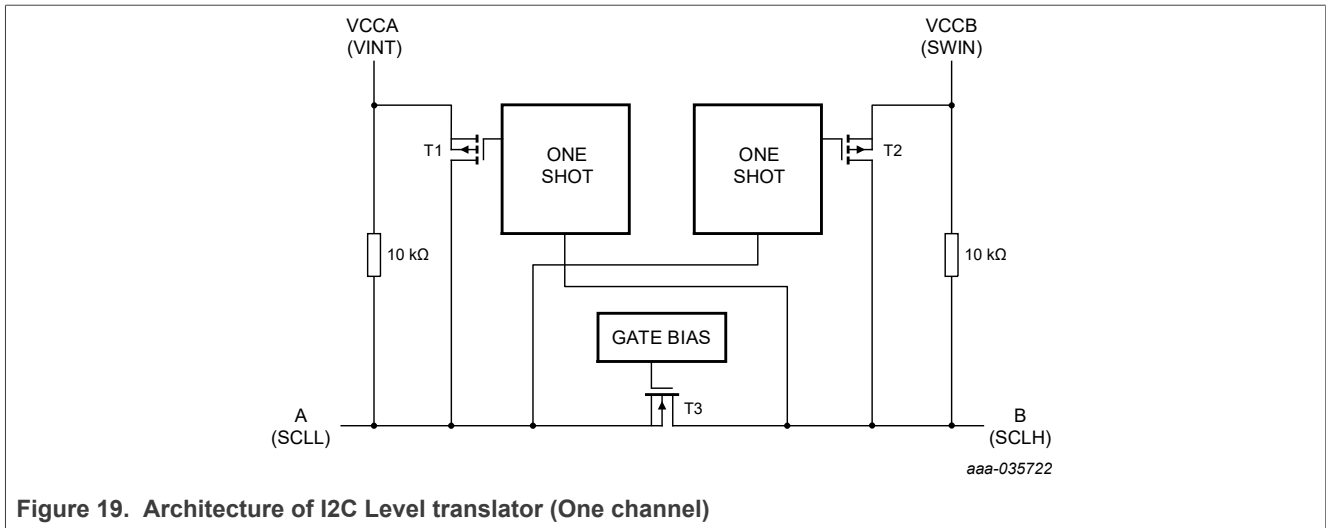 VCCA
(VINT)
VCCB
(SWIN)
T1
ONE
SHOT
ONE
SHOT
T2
10 kΩ
10 kΩ
GATE BIAS
T3
A
(SCLL)
B
(SCLH)
aaa-035722
Figure 19. Architecture of I2C Level translator (One channel)